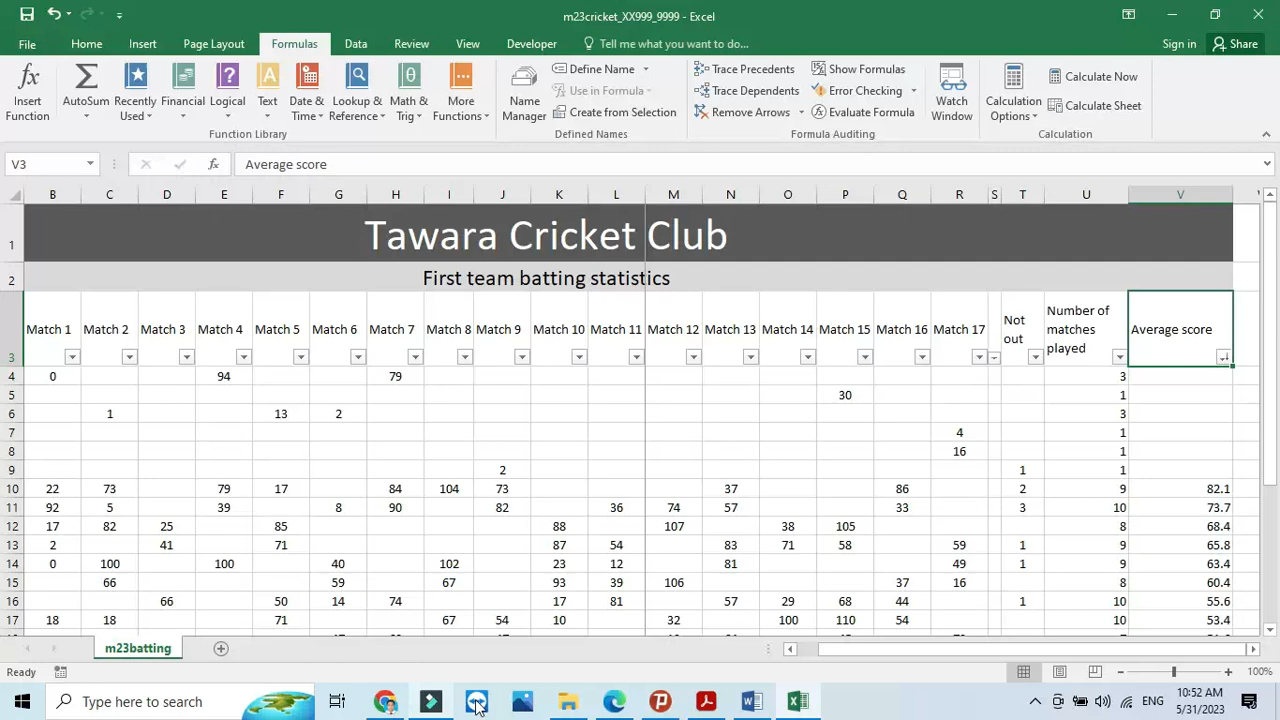 m23cricket_XX999_9999 - Excel
File Home Insert Page Layout Formulas Data Review View Developer Tell me what you want to do... Sign in Share
Insert Function
AutoSum
Recently Used
Financial
Logical
Text
Date & Time
Lookup & Reference
Math & Trig
More Functions
Function Library
Name Manager
Define Name
Use in Formula
Create from Selection
Defined Names
Trace Precedents
Trace Dependents
Remove Arrows
Show Formulas
Error Checking
Evaluate Formula
Formula Auditing
Watch Window
Calculation Options
Calculate Now
Calculate Sheet
Calculation
V3 fx Average score
B C D E F G H I J K L M N O P Q R S T U V
1 Tawara Cricket Club
2 First team batting statistics
3 Match 1 Match 2 Match 3 Match 4 Match 5 Match 6 Match 7 Match 8 Match 9 Match 10 Match 11 Match 12 Match 13 Match 14 Match 15 Match 16 Match 17 Not out Number of matches played Average score
4 0 94 79 3
5 30 1
6 1 13 2 3
7 4 1
8 16 1
9 2 1 1
10 22 73 79 17 84 104 73 37 86 2 9 82.1
11 92 5 39 8 90 82 36 74 57 33 3 10 73.7
12 17 82 25 85 88 107 38 105 8 68.4
13 2 41 71 87 54 83 71 58 59 1 9 65.8
14 0 100 100 40 102 23 12 81 49 1 9 63.4
15 66 59 67 93 39 106 37 16 8 60.4
16 66 50 14 74 17 81 57 29 68 44 1 10 55.6
17 18 18 71 67 54 10 32 100 110 54 10 53.4
m23batting
Ready 100%
Type here to search
ENG
10:52 AM
5/31/2023